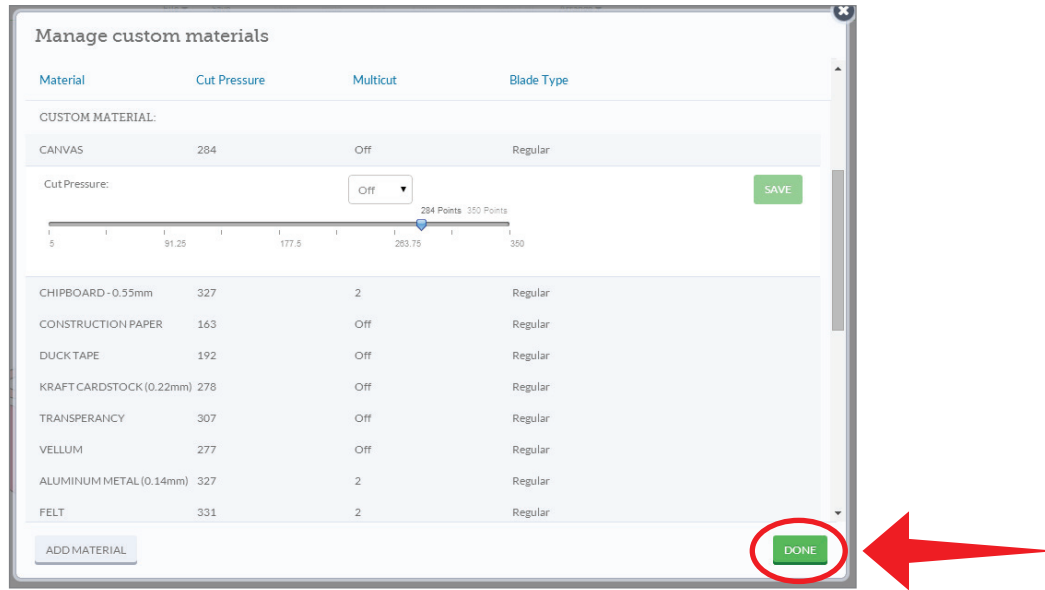 Manage custom materials
Material Cut Pressure Multicut Blade Type
CUSTOM MATERIAL:
CANVAS 284 Off Regular
Cut Pressure: Off SAVE
284 Points 350 Points
5 91.25 177.5 263.75 350
CHIPBOARD - 0.55mm 327 2 Regular
CONSTRUCTION PAPER 163 Off Regular
DUCK TAPE 192 Off Regular
KRAFT CARDSTOCK (0.22mm) 278 Off Regular
TRANSPERANCY 307 Off Regular
VELLUM 277 Off Regular
ALUMINUM METAL (0.14mm) 327 2 Regular
FELT 331 2 Regular
ADD MATERIAL DONE